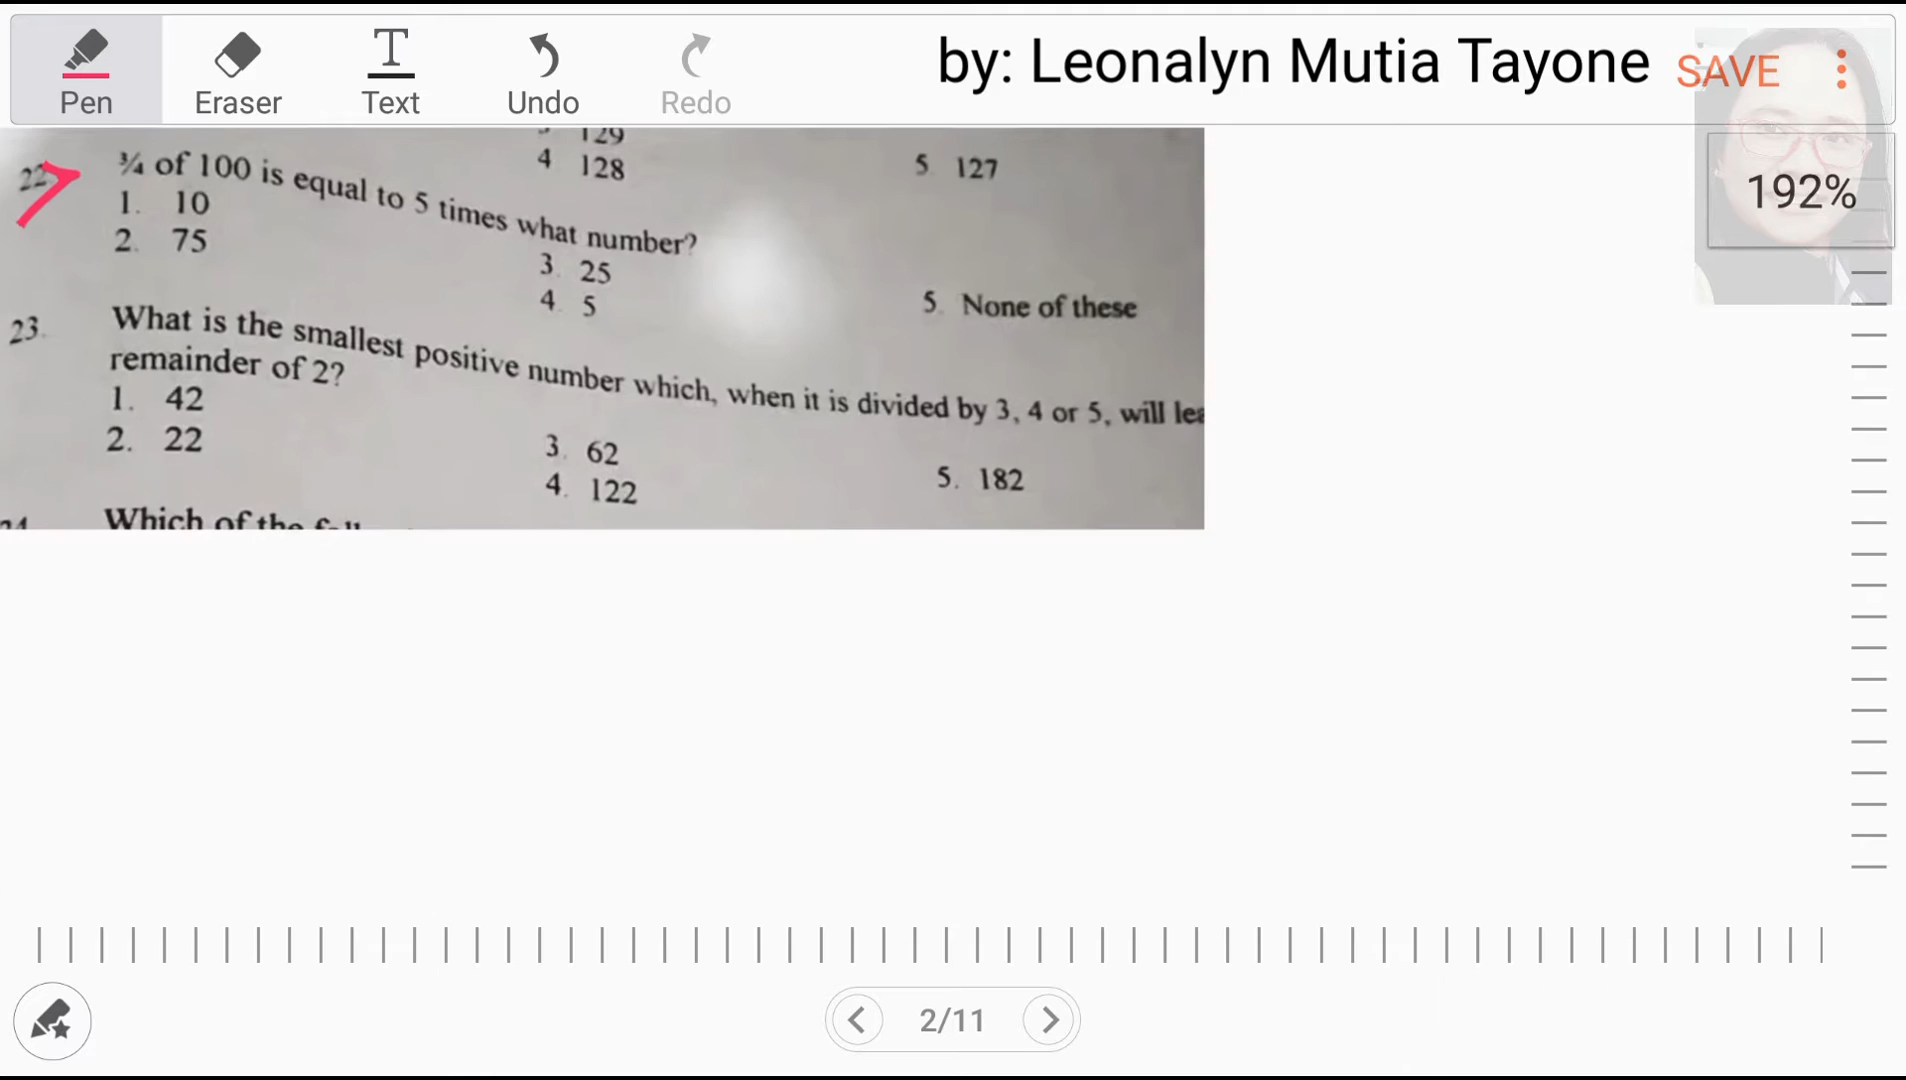 by: Leonalyn Mutia Tayone
SAVE
Pen
Eraser
Text
Undo
Redo
192%
129
4 128
5 127
22
¾ of 100 is equal to 5 times what number?
1. 10
2. 75
3. 25
4. 5
5. None of these
23.
What is the smallest positive number which, when it is divided by 3, 4 or 5, will lea
remainder of 2?
1. 42
2. 22
3. 62
4. 122
5. 182
Which of the
2/11